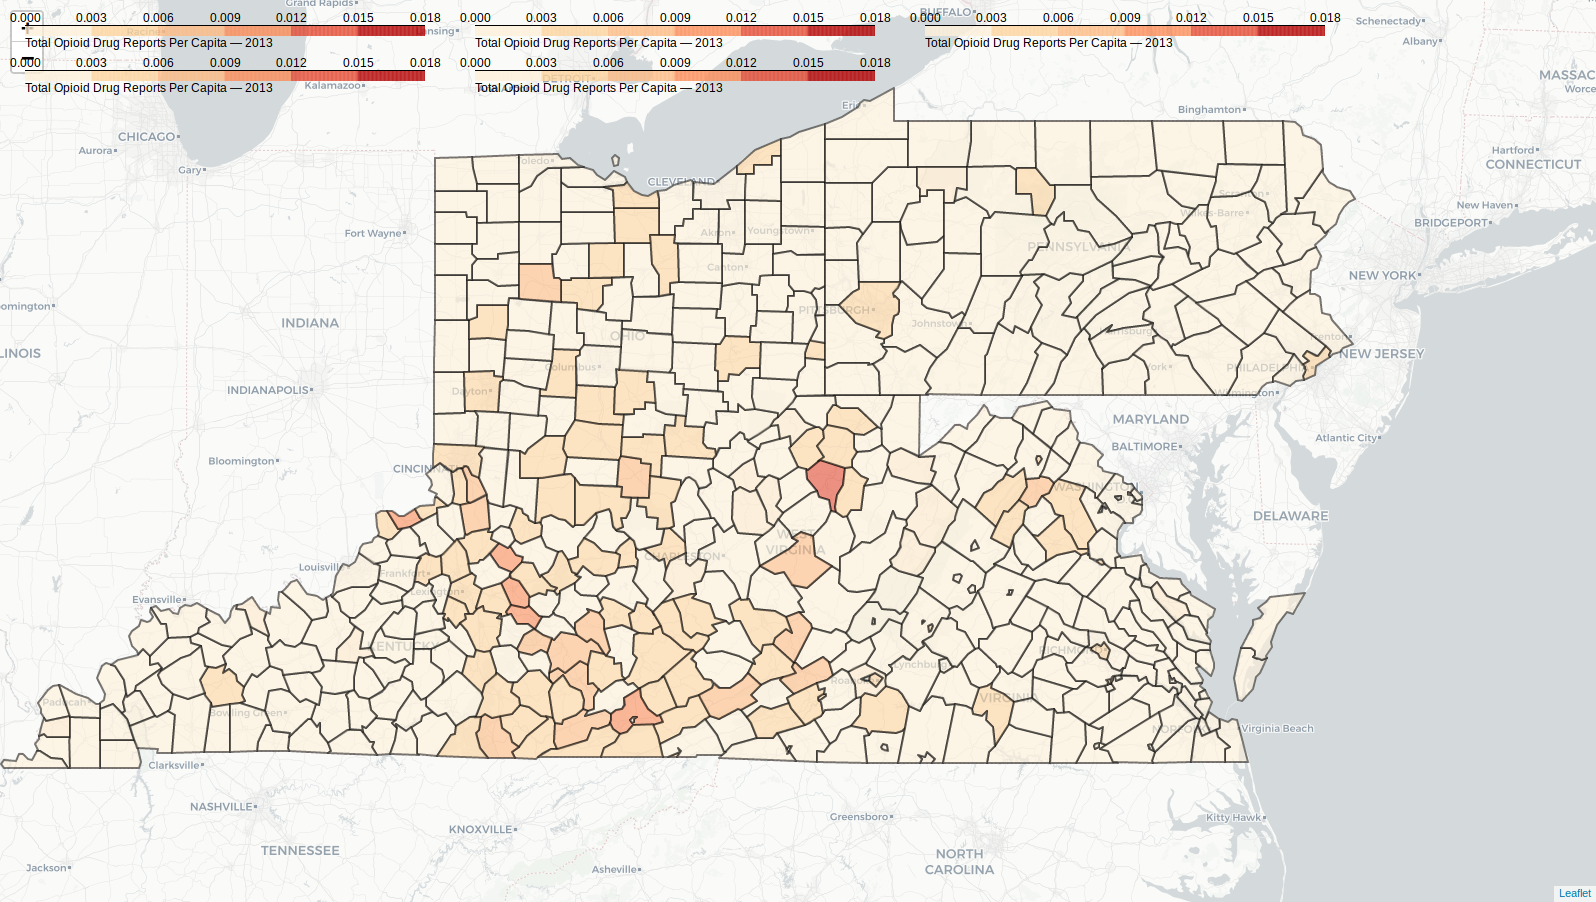 Grand Rapids
BUFFALO
0.000 0.003 0.006 0.009 0.012 0.015 0.018
0.000 0.003 0.006 0.009 0.012 0.015 0.018
0.000 0.003 0.006 0.009 0.012 0.015 0.018
Schenectady
Total Opioid Drug Reports Per Capita — 2013
Total Opioid Drug Reports Per Capita — 2013
Total Opioid Drug Reports Per Capita — 2013
Albany
0.003 0.006 0.009 0.012 0.015 0.018
0.000 0.003 0.006 0.009 0.012 0.015 0.018
DETROIT
MASSAC
Kalamazoo
Total Opioid Drug Reports Per Capita — 2013
Total Opioid Drug Reports Per Capita — 2013
Worce
Erie
Binghamton
CHICAGO
Aurora
Hartford
Gary
Toledo
CONNECTICUT
CLEVELAND
Scranton
New Haven
Wilkes-Barre
BRIDGEPORT
Fort Wayne
Akron
Youngstown
PENNSYLVANIA
Canton
NEW YORK
omington
PITTSBURGH
INDIANA
Johnstown
Harrisburg
OHIO
Trenton
LINOIS
NEW JERSEY
Columbus
York
PHILADELPHIA
INDIANAPOLIS
Dayton
Wilmington
MARYLAND
Atlantic City
BALTIMORE
Bloomington
CINCINNATI
WASHINGTON
DELAWARE
WEST
VIRGINIA
CHARLESTON
Louisville
Frankfort
Lexington
Evansville
KENTUCKY
RICHMOND
Lynchburg
Roanoke
VIRGINIA
Paducah
Bowling Green
NORFOLK
Virginia Beach
Clarksville
NASHVILLE
Greensboro
Kitty Hawk
KNOXVILLE
TENNESSEE
NORTH
CAROLINA
Jackson
Asheville
Leaflet